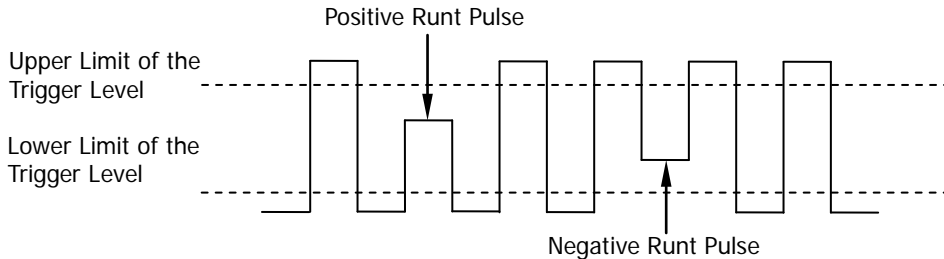 Positive Runt Pulse
Upper Limit of the
Trigger Level
Lower Limit of the
Trigger Level
Negative Runt Pulse